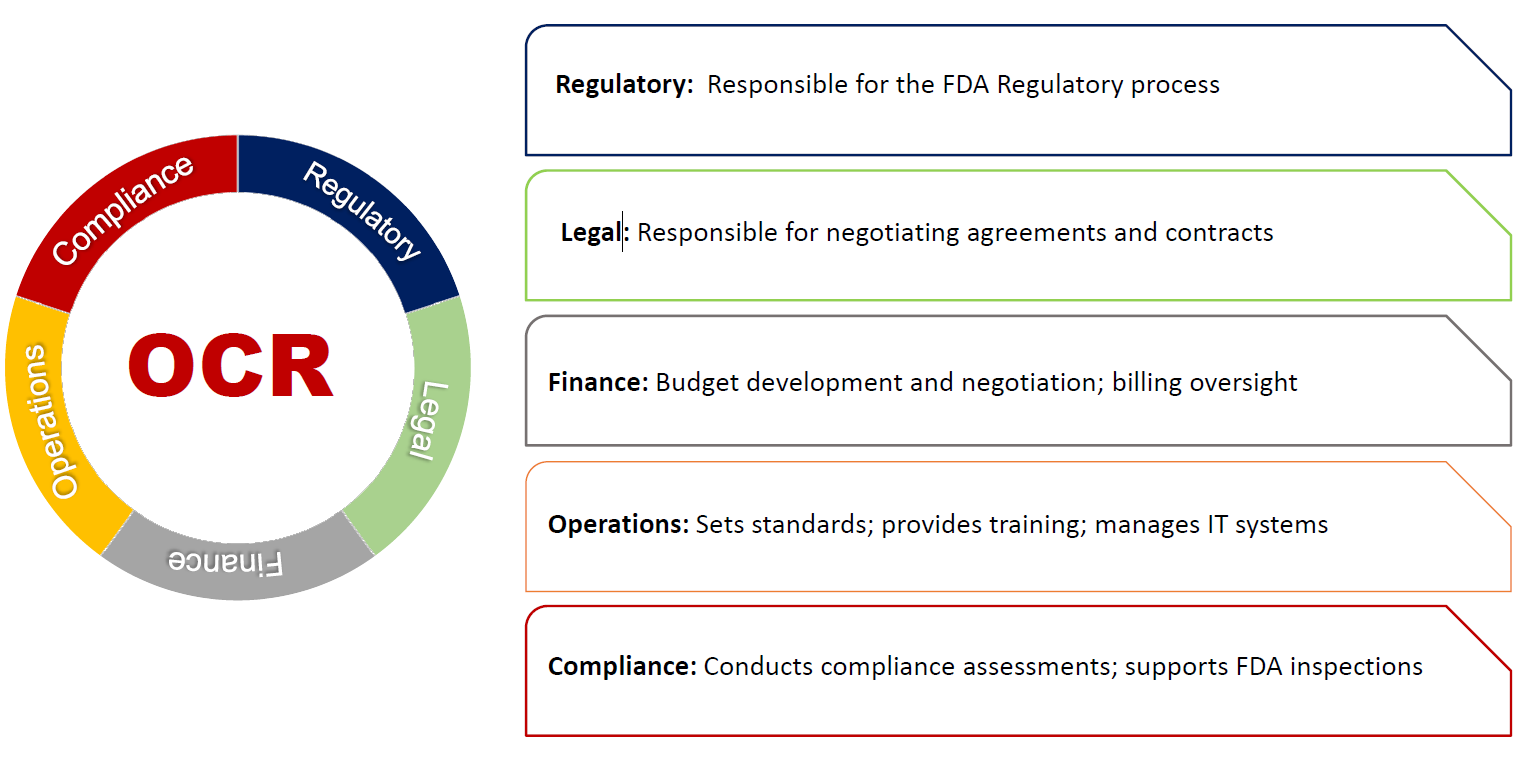 Compliance
Regulatory
Operations
OCR
Legal
Finance
Regulatory: Responsible for the FDA Regulatory process
Legal: Responsible for negotiating agreements and contracts
Finance: Budget development and negotiation; billing oversight
Operations: Sets standards; provides training; manages IT systems
Compliance: Conducts compliance assessments; supports FDA inspections